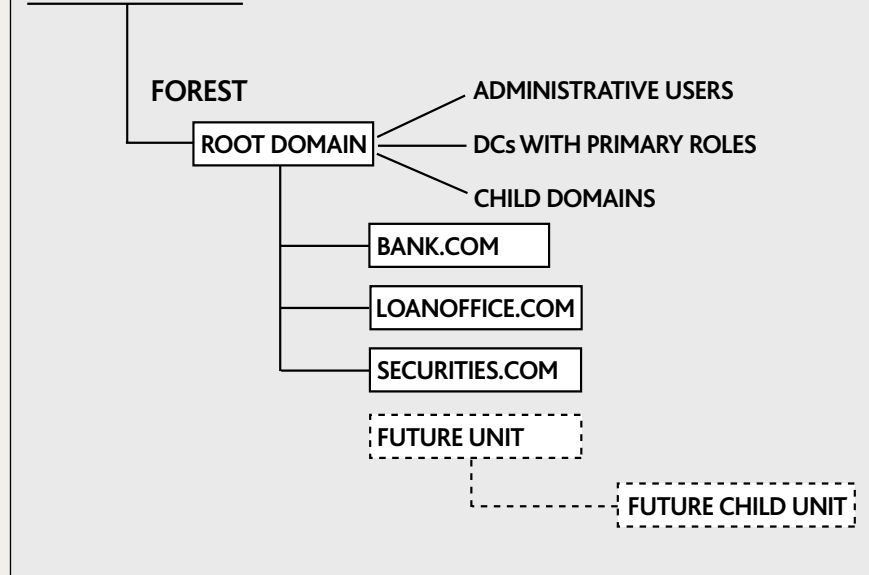 FOREST
ADMINISTRATIVE USERS
ROOT DOMAIN
DCs WITH PRIMARY ROLES
CHILD DOMAINS
BANK.COM
LOANOFFICE.COM
SECURITIES.COM
FUTURE UNIT
FUTURE CHILD UNIT